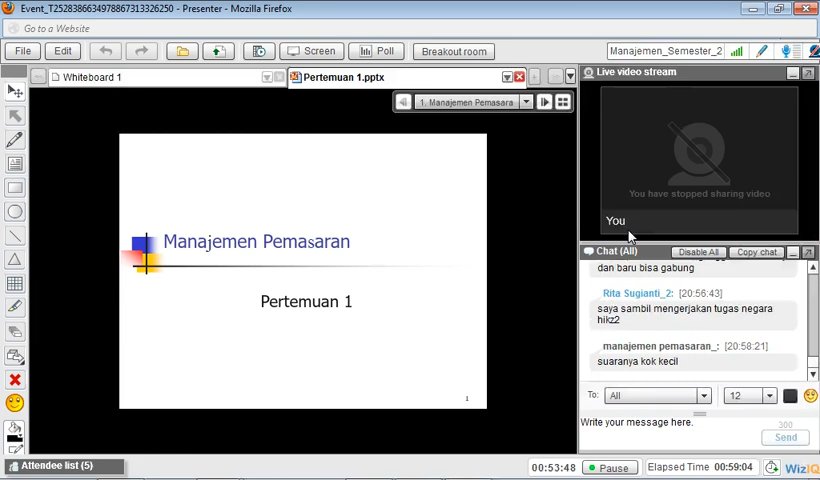 Event_T2528386634978867313326250 - Presenter - Mozilla Firefox
Go to a Website
File
Edit
Screen
Poll
Breakout room
Manajemen_Semester_2
Whiteboard 1
Pertemuan 1.pptx
Live video stream
1. Manajemen Pemasara
You have stopped sharing video
You
Manajemen Pemasaran
Pertemuan 1
1
Chat (All)
Disable All
Copy chat
dan baru bisa gabung
Rita Sugianti_2: [20:56:43]
saya sambil mengerjakan tugas negara
hikz2
manajemen pemasaran_: [20:58:21]
suaranya kok kecil
To:
All
12
Write your message here.
300
Send
Attendee list (5)
00:53:48
Pause
Elapsed Time
00:59:04
WizIQ